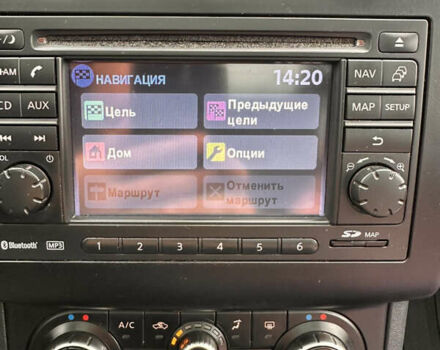 НАВИГАЦИЯ 14:20
AM NAV
Цель Предыдущие цели
CD AUX MAP SETUP
Дом Опции
Маршрут Отменить маршрут
Bluetooth MP3 1 2 3 4 5 6 SD MAP
A/C